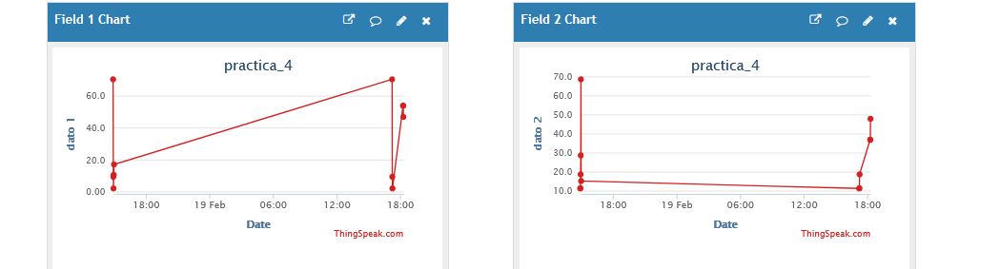 Field 1 Chart
practica_4
dato 1
60.0
40.0
20.0
0.00
18:00
19 Feb
06:00
12:00
18:00
Date
ThingSpeak.com
Field 2 Chart
practica_4
dato 2
70.0
60.0
50.0
40.0
30.0
20.0
10.0
18:00
19 Feb
06:00
12:00
18:00
Date
ThingSpeak.com